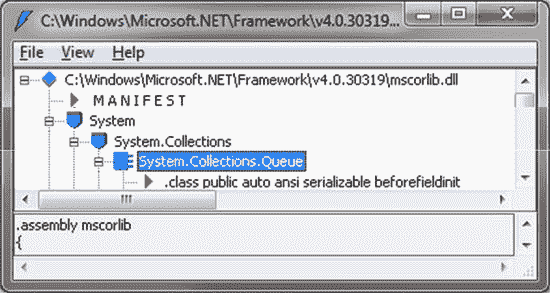 C:\Windows\Microsoft.NET\Framework\v4.0.30319\...
File View Help
C:\Windows\Microsoft.NET\Framework\v4.0.30319\mscorlib.dll
M A N I F E S T
System
System.Collections
System.Collections.Queue
.class public auto ansi serializable beforefieldinit
.assembly mscorlib
{